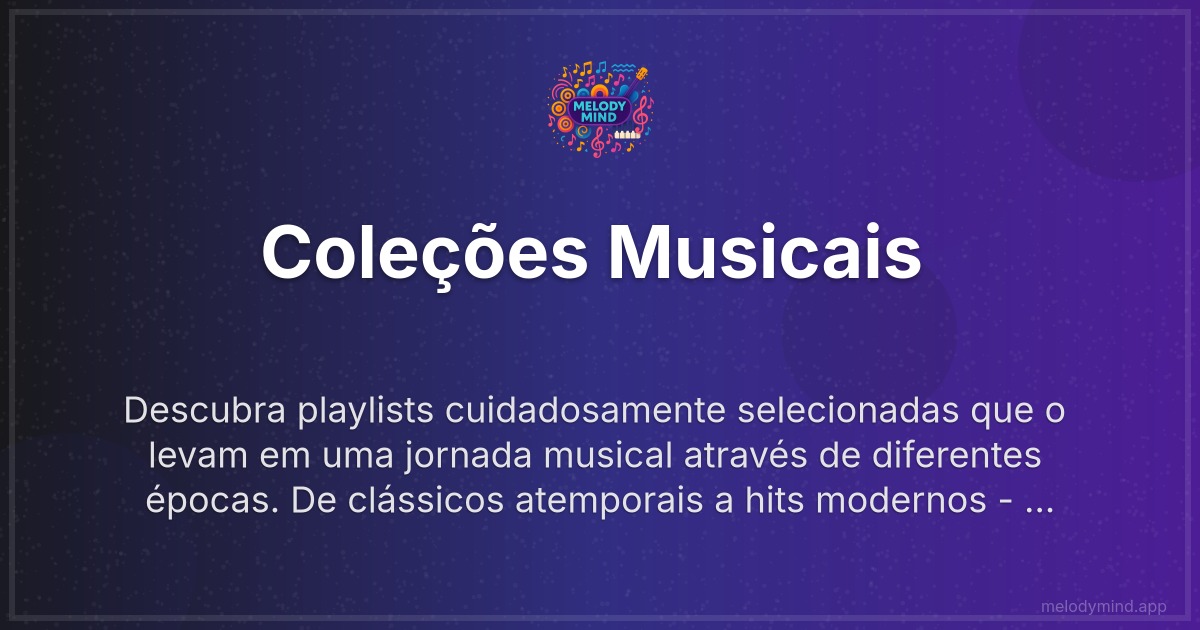 MELODY
MIND
Coleções Musicais
Descubra playlists cuidadosamente selecionadas que o
levam em uma jornada musical através de diferentes
épocas. De clássicos atemporais a hits modernos - ...
melodymind.app